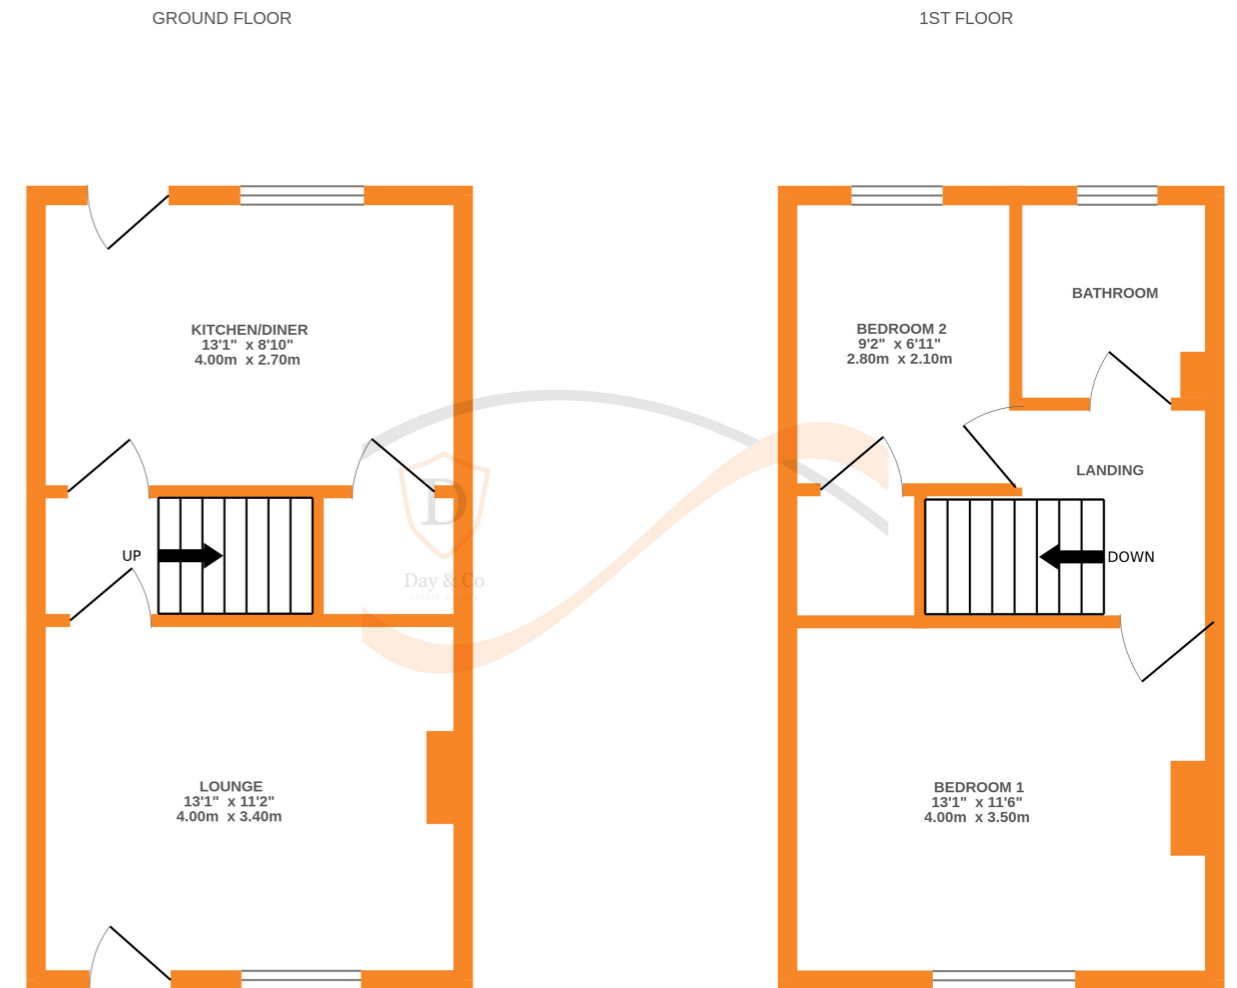 GROUND FLOOR
1ST FLOOR
KITCHEN/DINER
13'1" x 8'10"
4.00m x 2.70m
BEDROOM 2
9'2" x 6'11"
2.80m x 2.10m
BATHROOM
LANDING
UP
DOWN
D
Day & Co
LOUNGE
13'1" x 11'2"
4.00m x 3.40m
BEDROOM 1
13'1" x 11'6"
4.00m x 3.50m